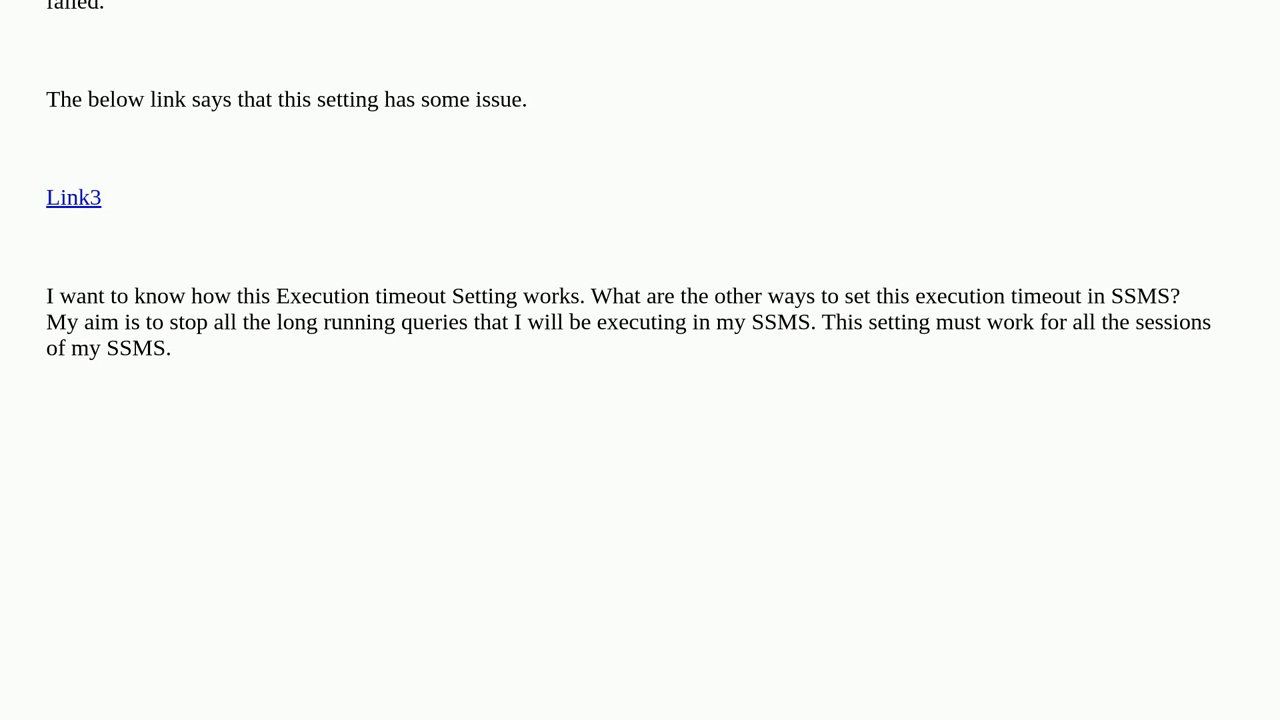 failed.
The below link says that this setting has some issue.
Link3
I want to know how this Execution timeout Setting works. What are the other ways to set this execution timeout in SSMS?
My aim is to stop all the long running queries that I will be executing in my SSMS. This setting must work for all the sessions
of my SSMS.